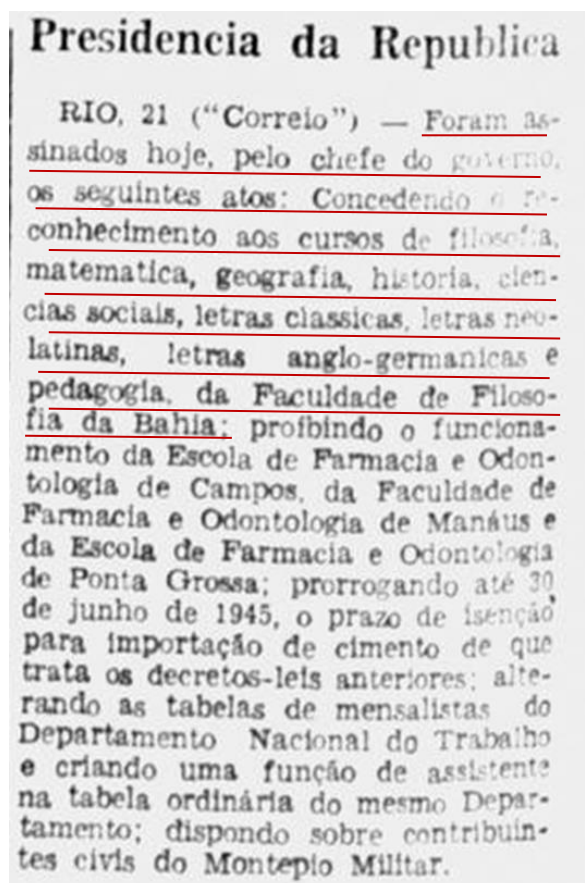 Presidencia da Republica
RIO, 21 ("Correio") — Foram as-
sinados hoje, pelo chefe do governo,
os seguintes atos: Concedendo o re-
conhecimento aos cursos de filosofia,
matematica, geografia, historia, cien-
cias sociais, letras classicas, letras neo-
latinas, letras anglo-germanicas e
pedagogia, da Faculdade de Filoso-
fia da Bahia; proibindo o funciona-
mento da Escola de Farmacia e Odon-
tologia de Campos, da Faculdade de
Farmacia e Odontologia de Manáus e
da Escola de Farmacia e Odontologia
de Ponta Grossa; prorrogando até 30
de junho de 1945, o prazo de isenção
para importação de cimento de que
trata os decretos-leis anteriores; alte-
rando as tabelas de mensalistas do
Departamento Nacional do Trabalho
e criando uma função de assistente
na tabela ordinária do mesmo Depar-
tamento; dispondo sobre contribuin-
tes civis do Montepio Militar.